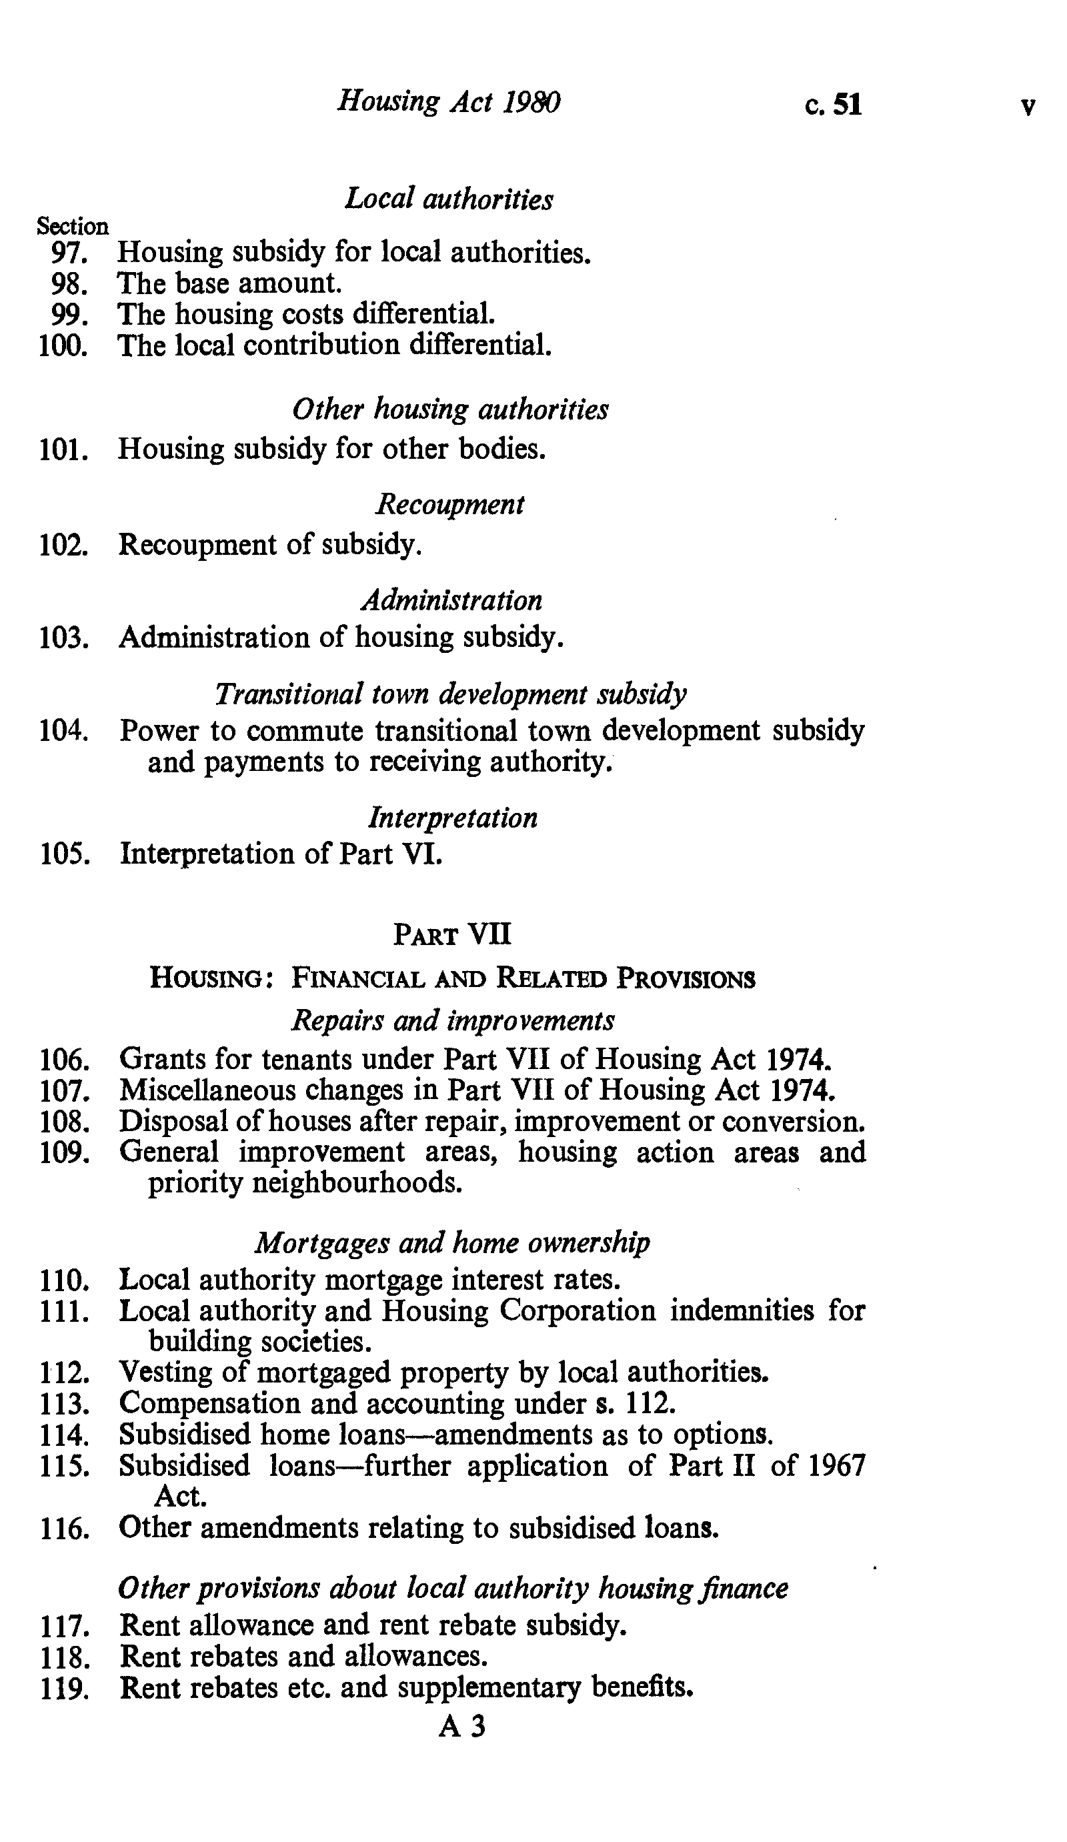 Housing Act 1980 c. 51 v
Local authorities
Section
97. Housing subsidy for local authorities.
98. The base amount.
99. The housing costs differential.
100. The local contribution differential.
Other housing authorities
101. Housing subsidy for other bodies.
Recoupment
102. Recoupment of subsidy.
Administration
103. Administration of housing subsidy.
Transitional town development subsidy
104. Power to commute transitional town development subsidy
and payments to receiving authority.
Interpretation
105. Interpretation of Part VI.
PART VII
HOUSING: FINANCIAL AND RELATED PROVISIONS
Repairs and improvements
106. Grants for tenants under Part VII of Housing Act 1974.
107. Miscellaneous changes in Part VII of Housing Act 1974.
108. Disposal of houses after repair, improvement or conversion.
109. General improvement areas, housing action areas and
priority neighbourhoods.
Mortgages and home ownership
110. Local authority mortgage interest rates.
111. Local authority and Housing Corporation indemnities for
building societies.
112. Vesting of mortgaged property by local authorities.
113. Compensation and accounting under s. 112.
114. Subsidised home loans—amendments as to options.
115. Subsidised loans—further application of Part II of 1967
Act.
116. Other amendments relating to subsidised loans.
Other provisions about local authority housing finance
117. Rent allowance and rent rebate subsidy.
118. Rent rebates and allowances.
119. Rent rebates etc. and supplementary benefits.
A 3